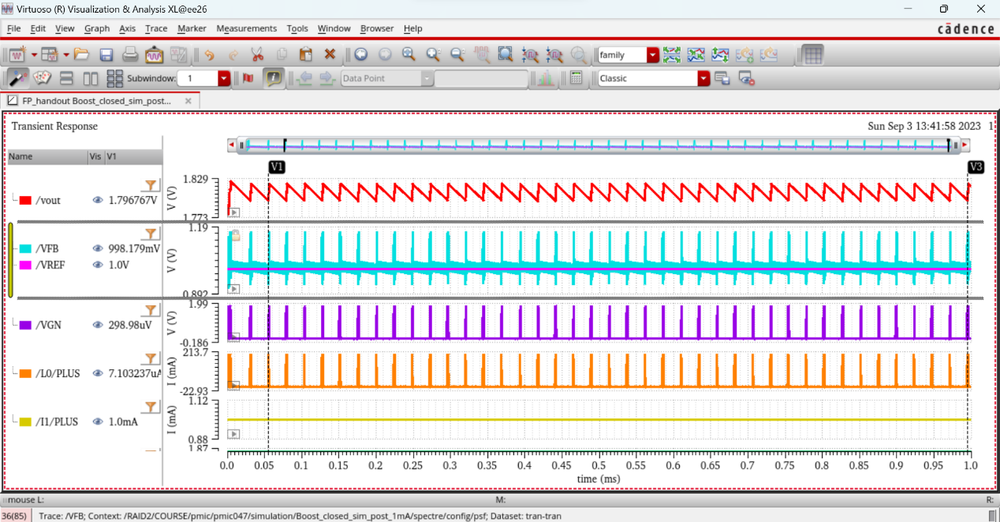 Virtuoso (R) Visualization & Analysis XL@ee26
File Edit View Graph Axis Trace Marker Measurements Tools Window Browser Help
cādence
family
Subwindow: 1 Data Point Classic
FP_handout Boost_closed_sim_post...
Transient Response
Sun Sep 3 13:41:58 2023 1
Name Vis V1
V1 V3
/vout 1.796767V
V (V)
1.829
1.773
/VFB 998.179mV
/VREF 1.0V
V (V)
1.19
0.892
/VGN 298.98uV
V (V)
1.99
-0.186
/L0/PLUS 7.103237uA
I (mA)
213.7
-22.93
/I1/PLUS 1.0mA
I (mA)
1.12
0.88
1.87
0.0 0.05 0.1 0.15 0.2 0.25 0.3 0.35 0.4 0.45 0.5 0.55 0.6 0.65 0.7 0.75 0.8 0.85 0.9 0.95 1.0
time (ms)
mouse L: M: R:
36(85) Trace: /VFB; Context: /RAID2/COURSE/pmic/pmic047/simulation/Boost_closed_sim_post_1mA/spectre/config/psf; Dataset: tran-tran